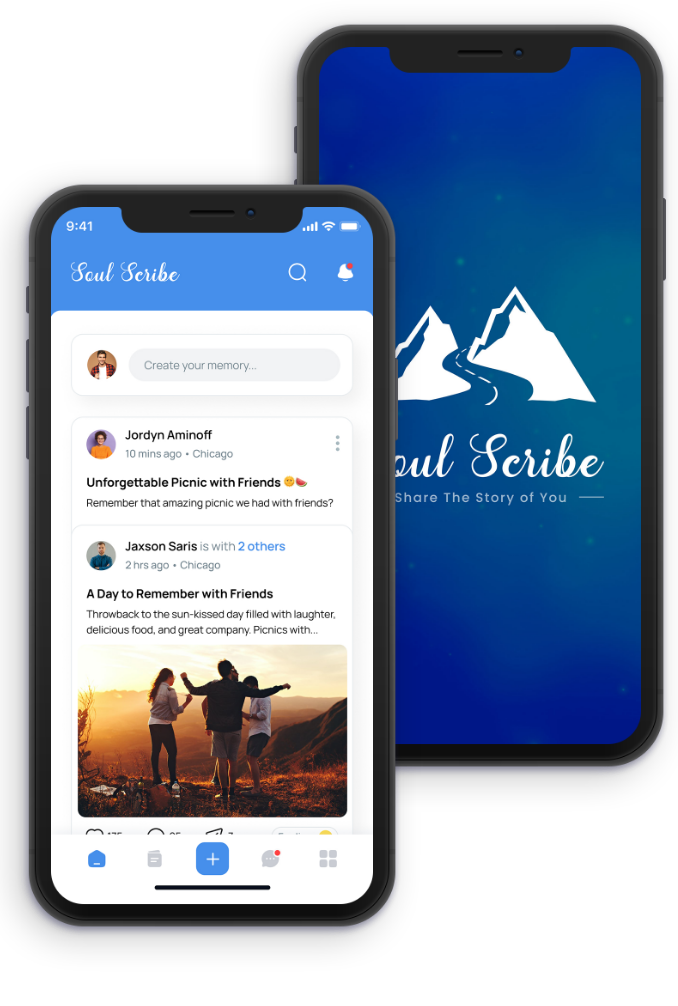 9:41
Soul Scribe
Create your memory...
Jordyn Aminoff
10 mins ago • Chicago
Unforgettable Picnic with Friends 😶🍉
Remember that amazing picnic we had with friends?
Jaxson Saris is with 2 others
2 hrs ago • Chicago
A Day to Remember with Friends
Throwback to the sun-kissed day filled with laughter,
delicious food, and great company. Picnics with...
oul Scribe
Share The Story of You